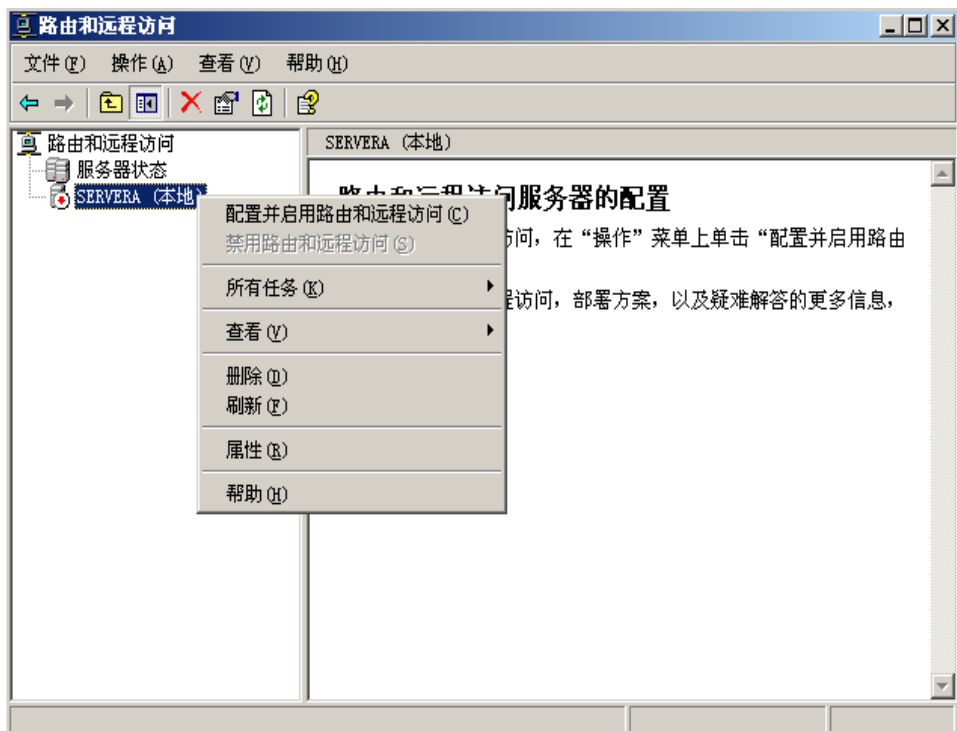 路由和远程访问
文件(F) 操作(A) 查看(V) 帮助(H)
路由和远程访问
服务器状态
SERVERA (本地)
SERVERA (本地)
路由和远程访问服务器的配置
访问，在“操作”菜单上单击“配置并启用路由
程访问，部署方案，以及疑难解答的更多信息，
配置并启用路由和远程访问(C)
禁用路由和远程访问(S)
所有任务(K)
查看(V)
删除(D)
刷新(F)
属性(R)
帮助(H)